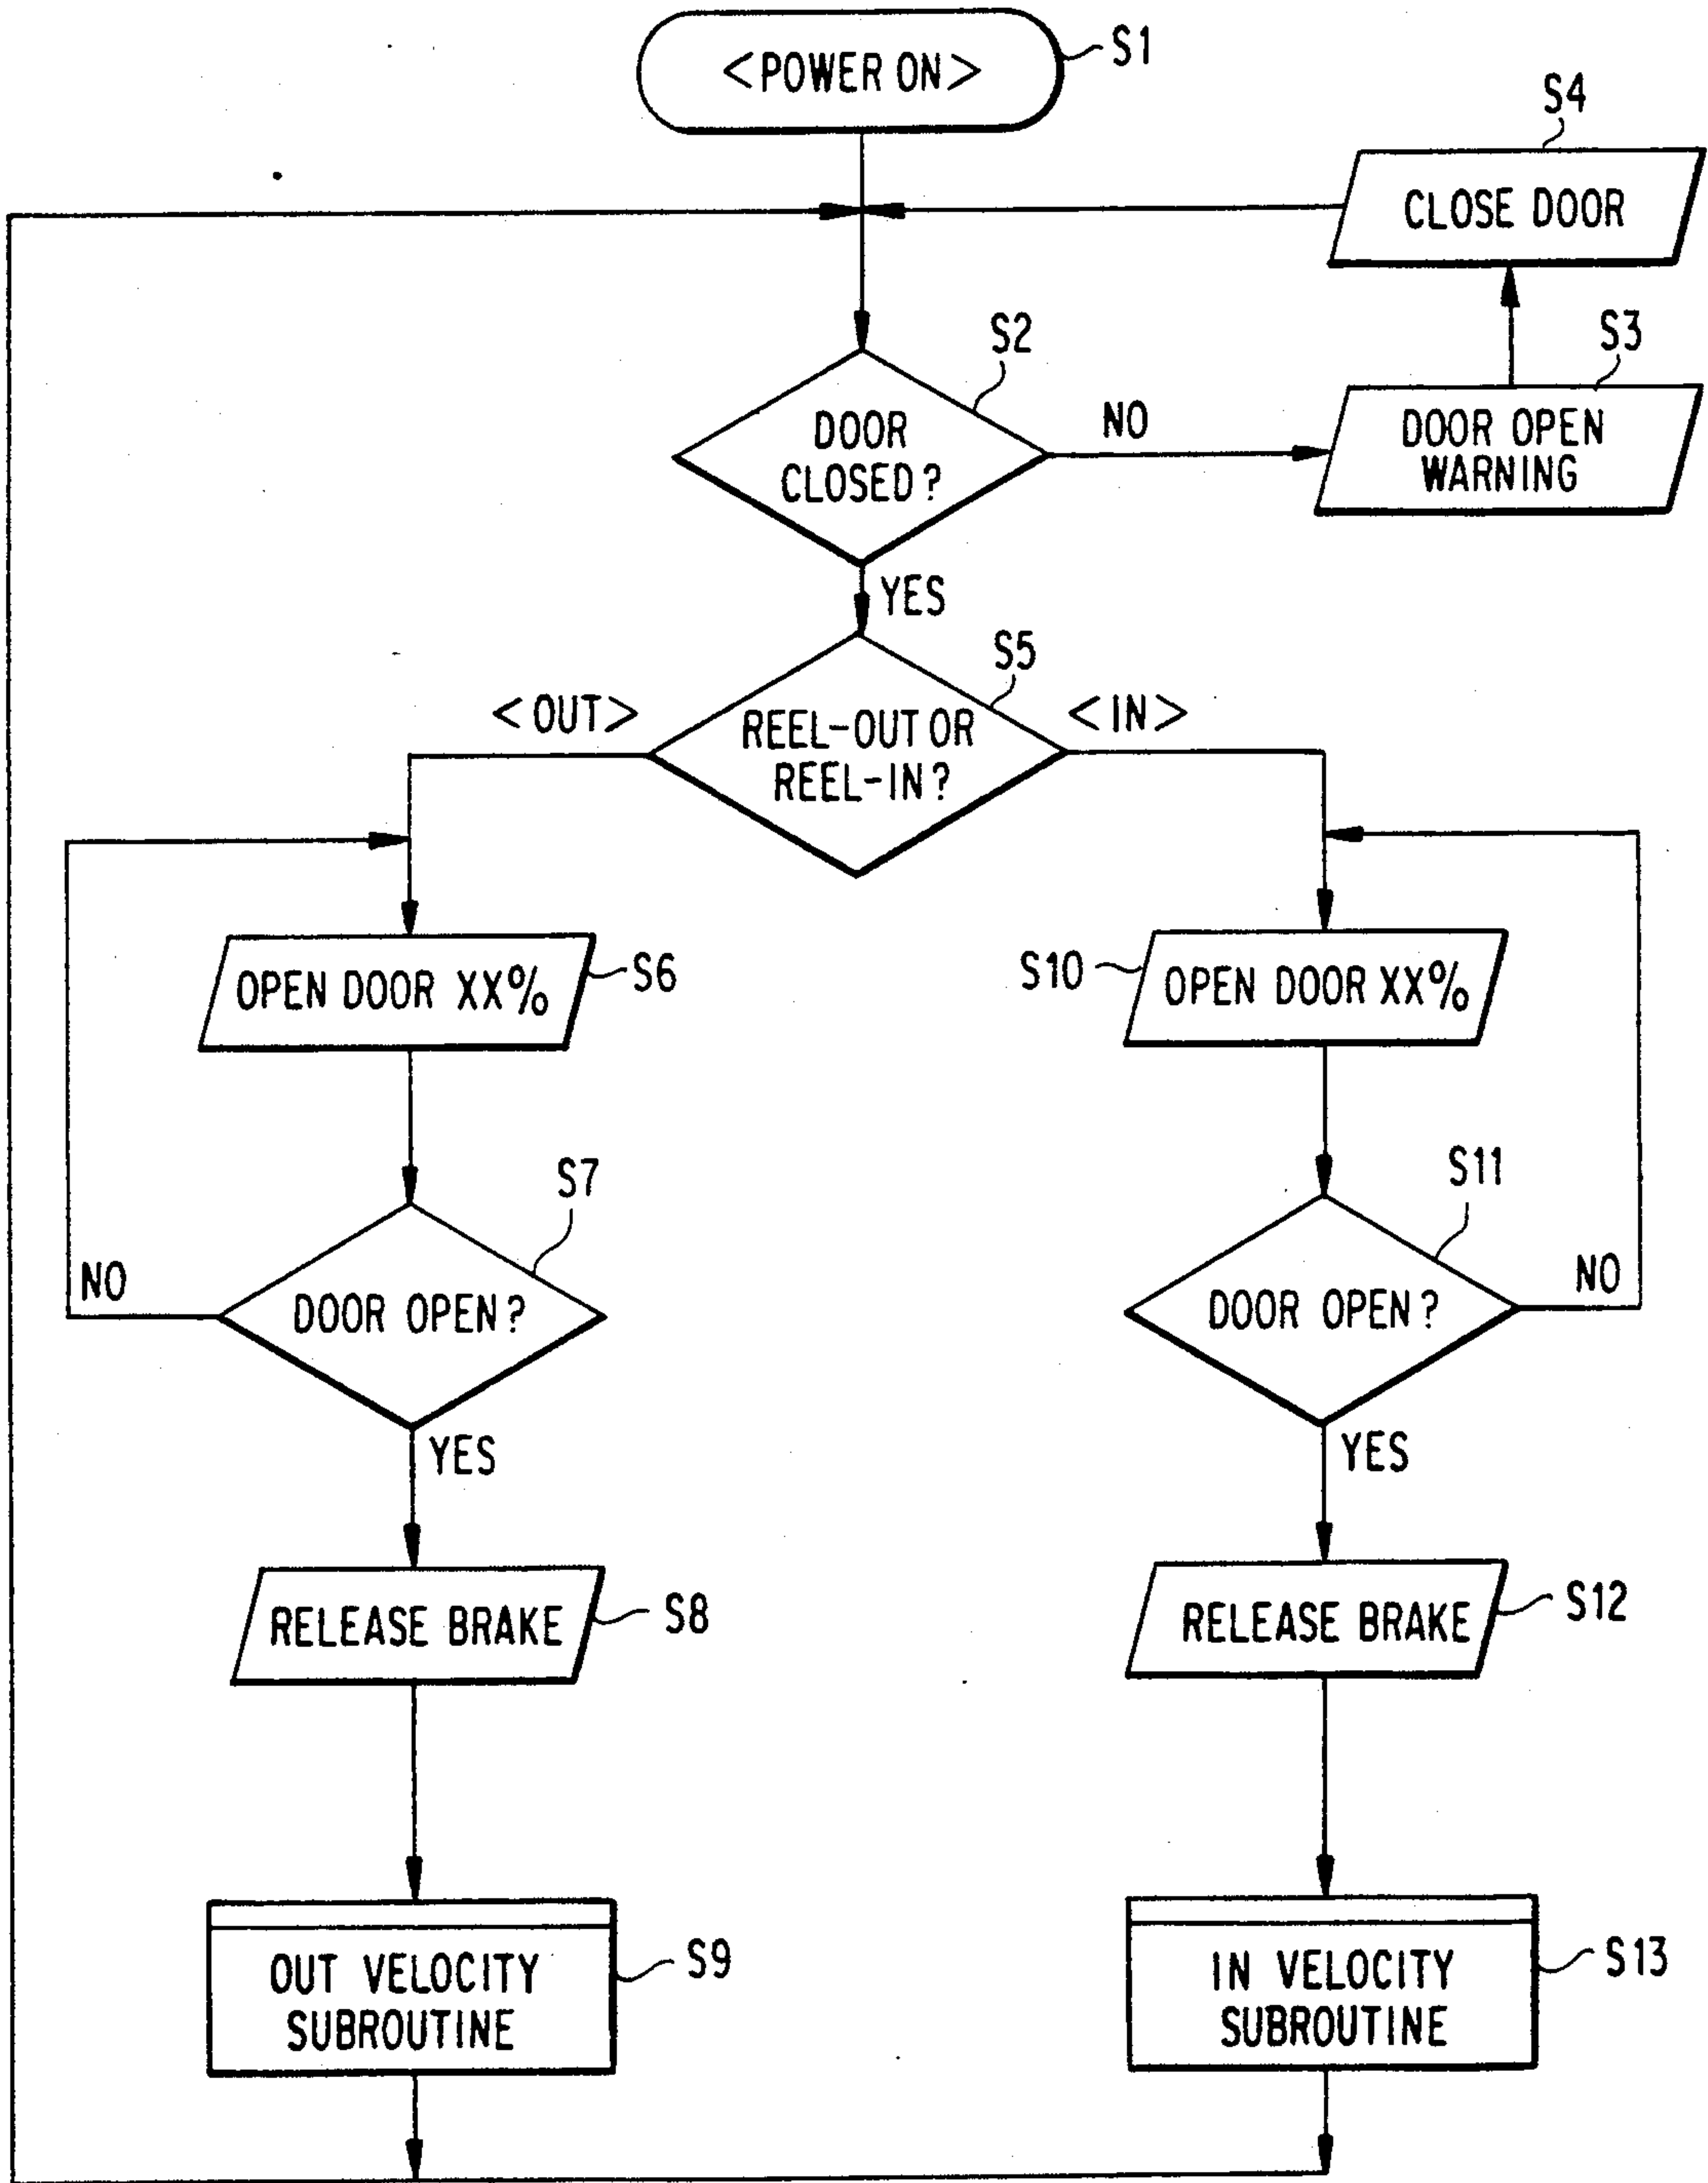 <POWER ON>
S1
S4
CLOSE DOOR
S3
DOOR OPEN
WARNING
S2
DOOR
CLOSED?
NO
YES
S5
<OUT>
REEL-OUT OR
REEL-IN?
<IN>
OPEN DOOR XX%
S6
S10
OPEN DOOR XX%
S7
DOOR OPEN?
NO
YES
S11
DOOR OPEN?
NO
YES
RELEASE BRAKE
S8
RELEASE BRAKE
S12
OUT VELOCITY
SUBROUTINE
S9
IN VELOCITY
SUBROUTINE
S13